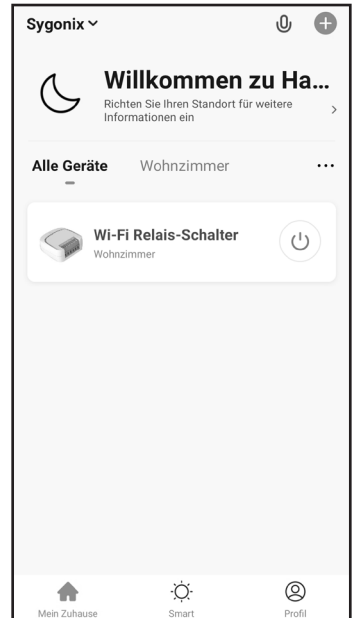 Sygonix
Willkommen zu Ha...
Richten Sie Ihren Standort für weitere
Informationen ein
Alle Geräte
Wohnzimmer
Wi-Fi Relais-Schalter
Wohnzimmer
Mein Zuhause
Smart
Profil